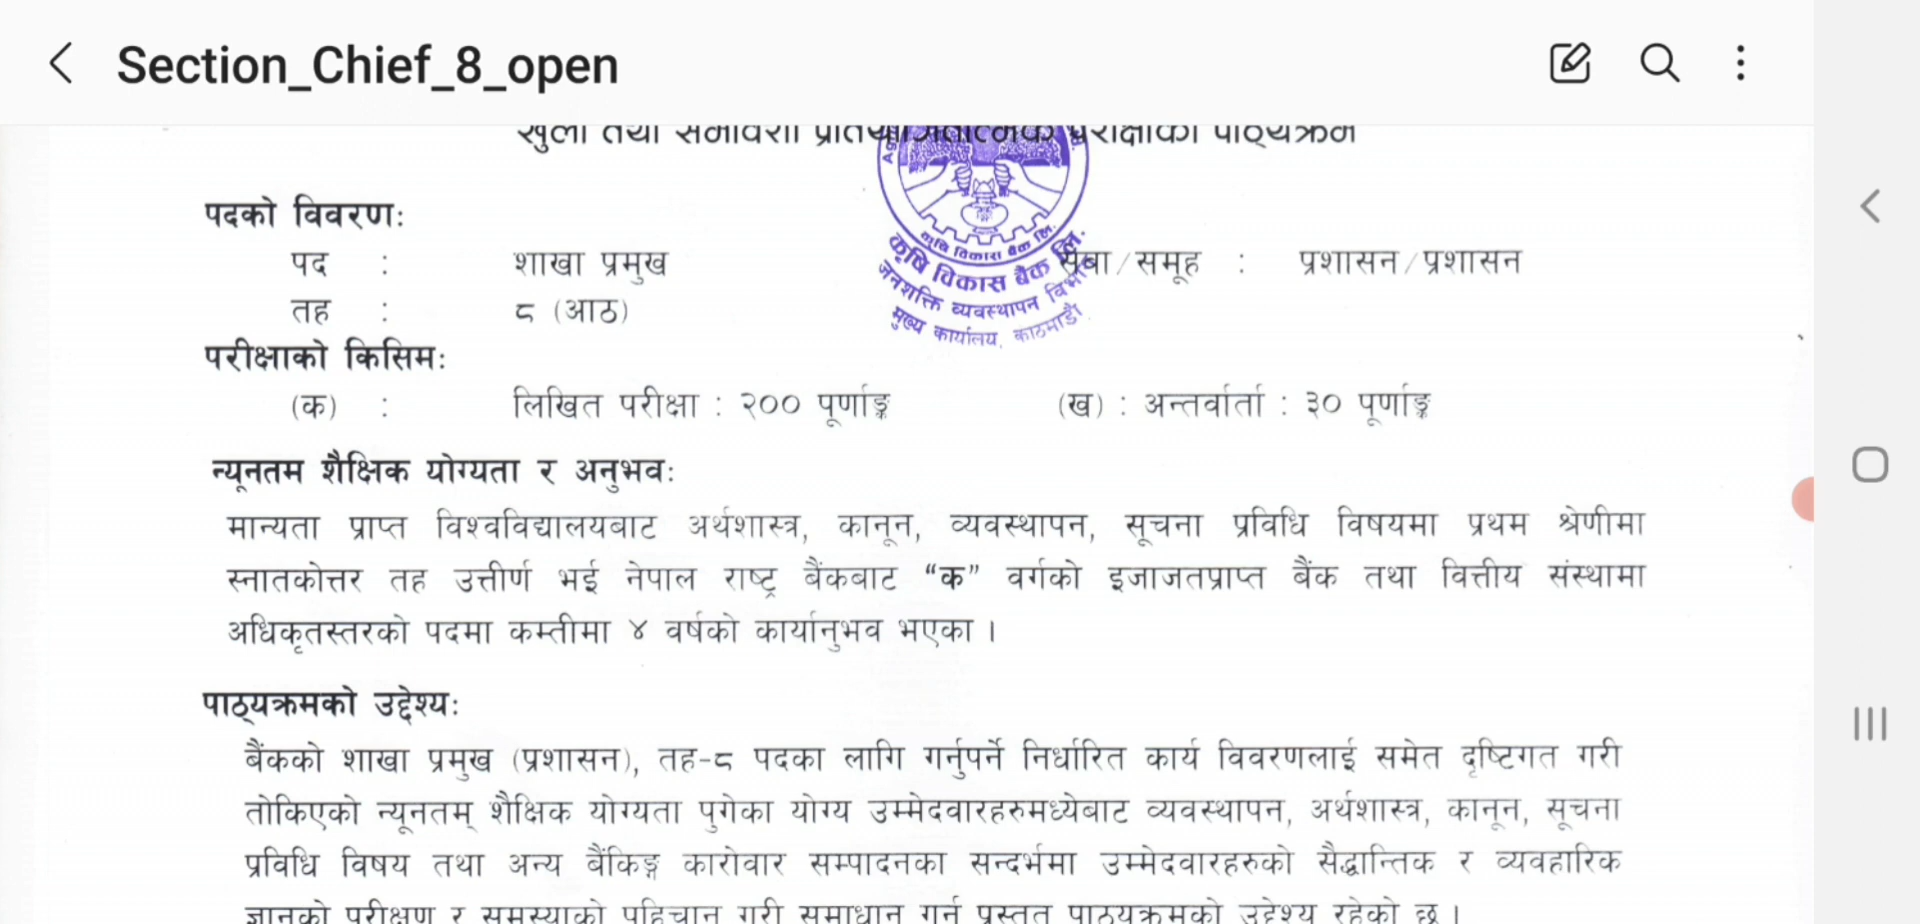 Section_Chief_8_open
खुला तथा समावेशी प्रतियोगितात्मक परीक्षाको पाठ्यक्रम
पदको विवरणः
पद : शाखा प्रमुख सेवा/समूह : प्रशासन/प्रशासन
तह : ८ (आठ)
कृषि विकास बैंक लि.
कृषि विकास बैंक लि.
जनशक्ति व्यवस्थापन विभाग
मुख्य कार्यालय, काठमाडौं
परीक्षाको किसिमः
(क) : लिखित परीक्षा : २०० पूर्णाङ्क (ख) : अन्तर्वार्ता : ३० पूर्णाङ्क
न्यूनतम शैक्षिक योग्यता र अनुभवः
मान्यता प्राप्त विश्वविद्यालयबाट अर्थशास्त्र, कानून, व्यवस्थापन, सूचना प्रविधि विषयमा प्रथम श्रेणीमा
स्नातकोत्तर तह उत्तीर्ण भई नेपाल राष्ट्र बैंकबाट “क” वर्गको इजाजतप्राप्त बैंक तथा वित्तीय संस्थामा
अधिकृतस्तरको पदमा कम्तीमा ४ वर्षको कार्यानुभव भएका ।
पाठ्यक्रमको उद्देश्यः
बैंकको शाखा प्रमुख (प्रशासन), तह-८ पदका लागि गर्नुपर्ने निर्धारित कार्य विवरणलाई समेत दृष्टिगत गरी
तोकिएको न्यूनतम् शैक्षिक योग्यता पुगेका योग्य उम्मेदवारहरुमध्येबाट व्यवस्थापन, अर्थशास्त्र, कानून, सूचना
प्रविधि विषय तथा अन्य बैंकिङ्ग कारोवार सम्पादनका सन्दर्भमा उम्मेदवारहरुको सैद्धान्तिक र व्यवहारिक
ज्ञानको परीक्षण र समस्याको पहिचान गरी समाधान गर्न प्रस्तुत पाठ्यक्रमको उद्देश्य रहेको छ ।